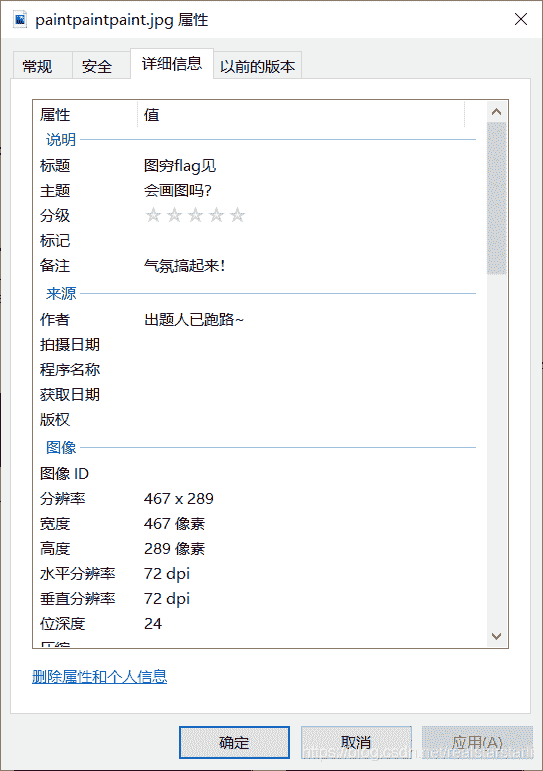 paintpaintpaint.jpg 属性
常规 安全 详细信息 以前的版本
属性 值
说明
标题 图穷flag见
主题 会画图吗?
分级
标记
备注 气氛搞起来!
来源
作者 出题人已跑路~
拍摄日期
程序名称
获取日期
版权
图像
图像 ID
分辨率 467 x 289
宽度 467 像素
高度 289 像素
水平分辨率 72 dpi
垂直分辨率 72 dpi
位深度 24
压缩
删除属性和个人信息
确定 取消 应用(A)